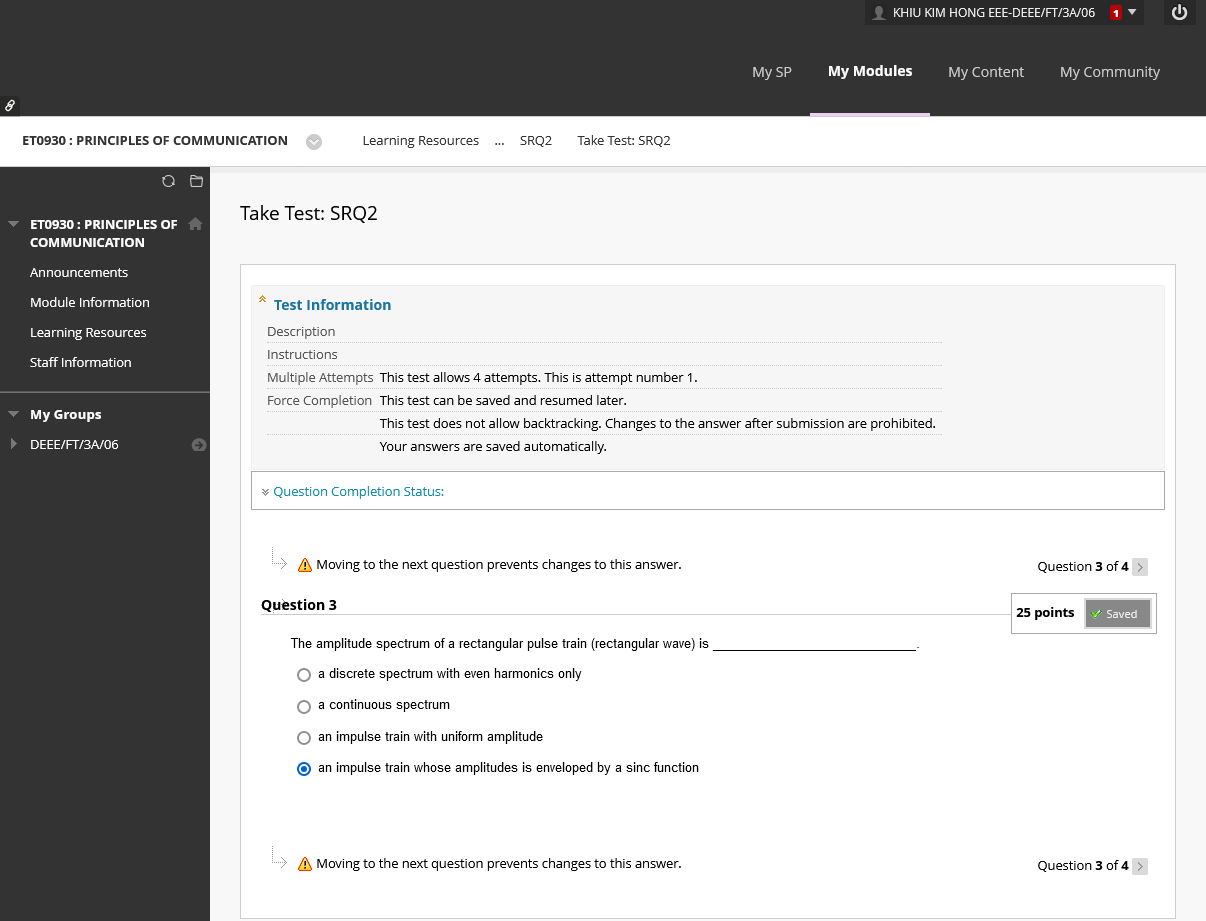 KHIU KIM HONG EEE-DEEE/FT/3A/06 1
My SP My Modules My Content My Community
ET0930 : PRINCIPLES OF COMMUNICATION Learning Resources ... SRQ2 Take Test: SRQ2
ET0930 : PRINCIPLES OF
COMMUNICATION
Announcements
Module Information
Learning Resources
Staff Information
My Groups
DEEE/FT/3A/06
Take Test: SRQ2
Test Information
Description
Instructions
Multiple Attempts This test allows 4 attempts. This is attempt number 1.
Force Completion This test can be saved and resumed later.
This test does not allow backtracking. Changes to the answer after submission are prohibited.
Your answers are saved automatically.
Question Completion Status:
Moving to the next question prevents changes to this answer. Question 3 of 4 >
Question 3 25 points Saved
The amplitude spectrum of a rectangular pulse train (rectangular wave) is ____________________________.
a discrete spectrum with even harmonics only
a continuous spectrum
an impulse train with uniform amplitude
an impulse train whose amplitudes is enveloped by a sinc function
Moving to the next question prevents changes to this answer. Question 3 of 4 >